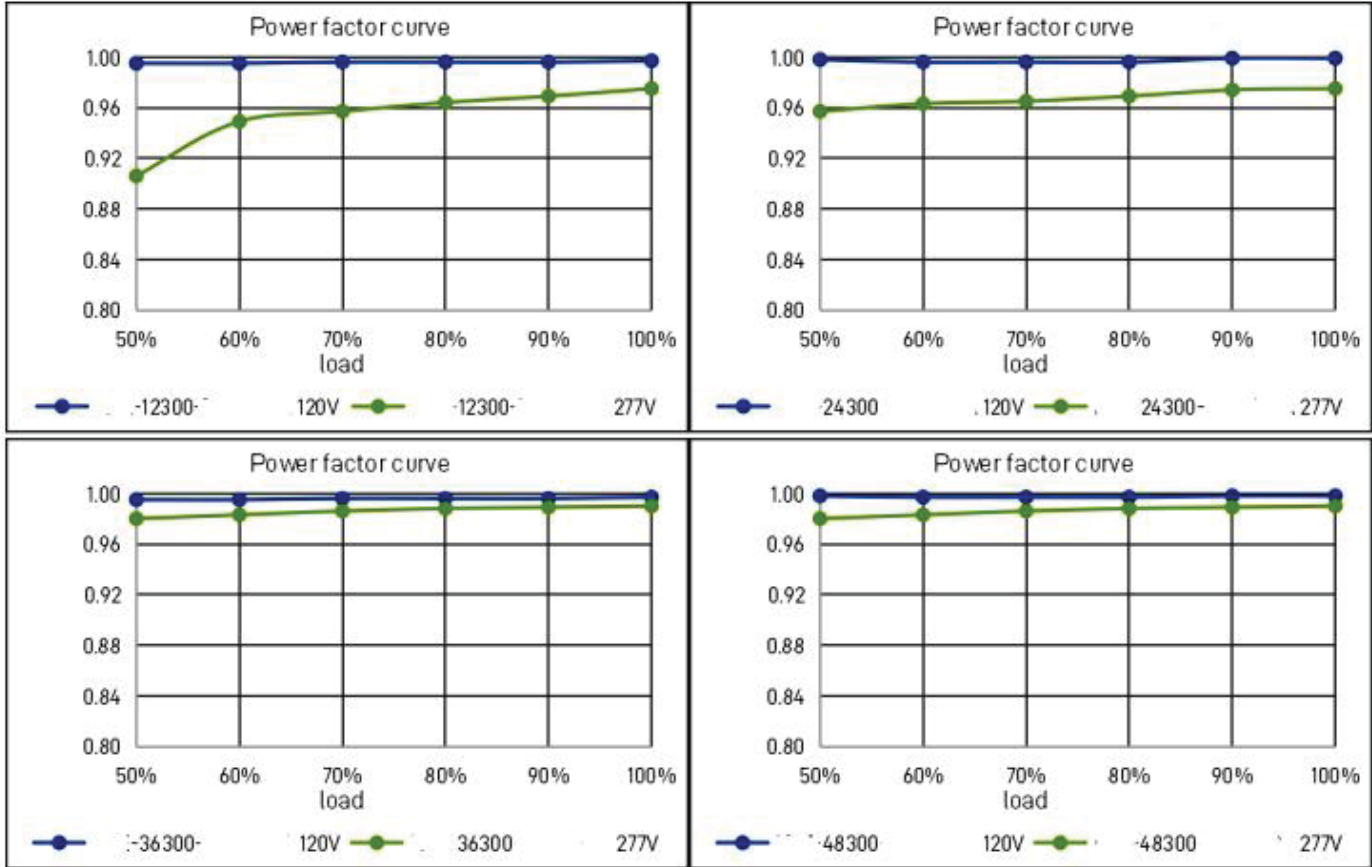 Power factor curve
1.00
0.96
0.92
0.88
0.84
0.80
50% 60% 70% 80% 90% 100%
load
-12300- 120V -12300- 277V
Power factor curve
1.00
0.96
0.92
0.88
0.84
0.80
50% 60% 70% 80% 90% 100%
load
24300 120V 24300- 277V
Power factor curve
1.00
0.96
0.92
0.88
0.84
0.80
50% 60% 70% 80% 90% 100%
load
-36300- 120V 36300 277V
Power factor curve
1.00
0.96
0.92
0.88
0.84
0.80
50% 60% 70% 80% 90% 100%
load
-48300 120V -48300 277V